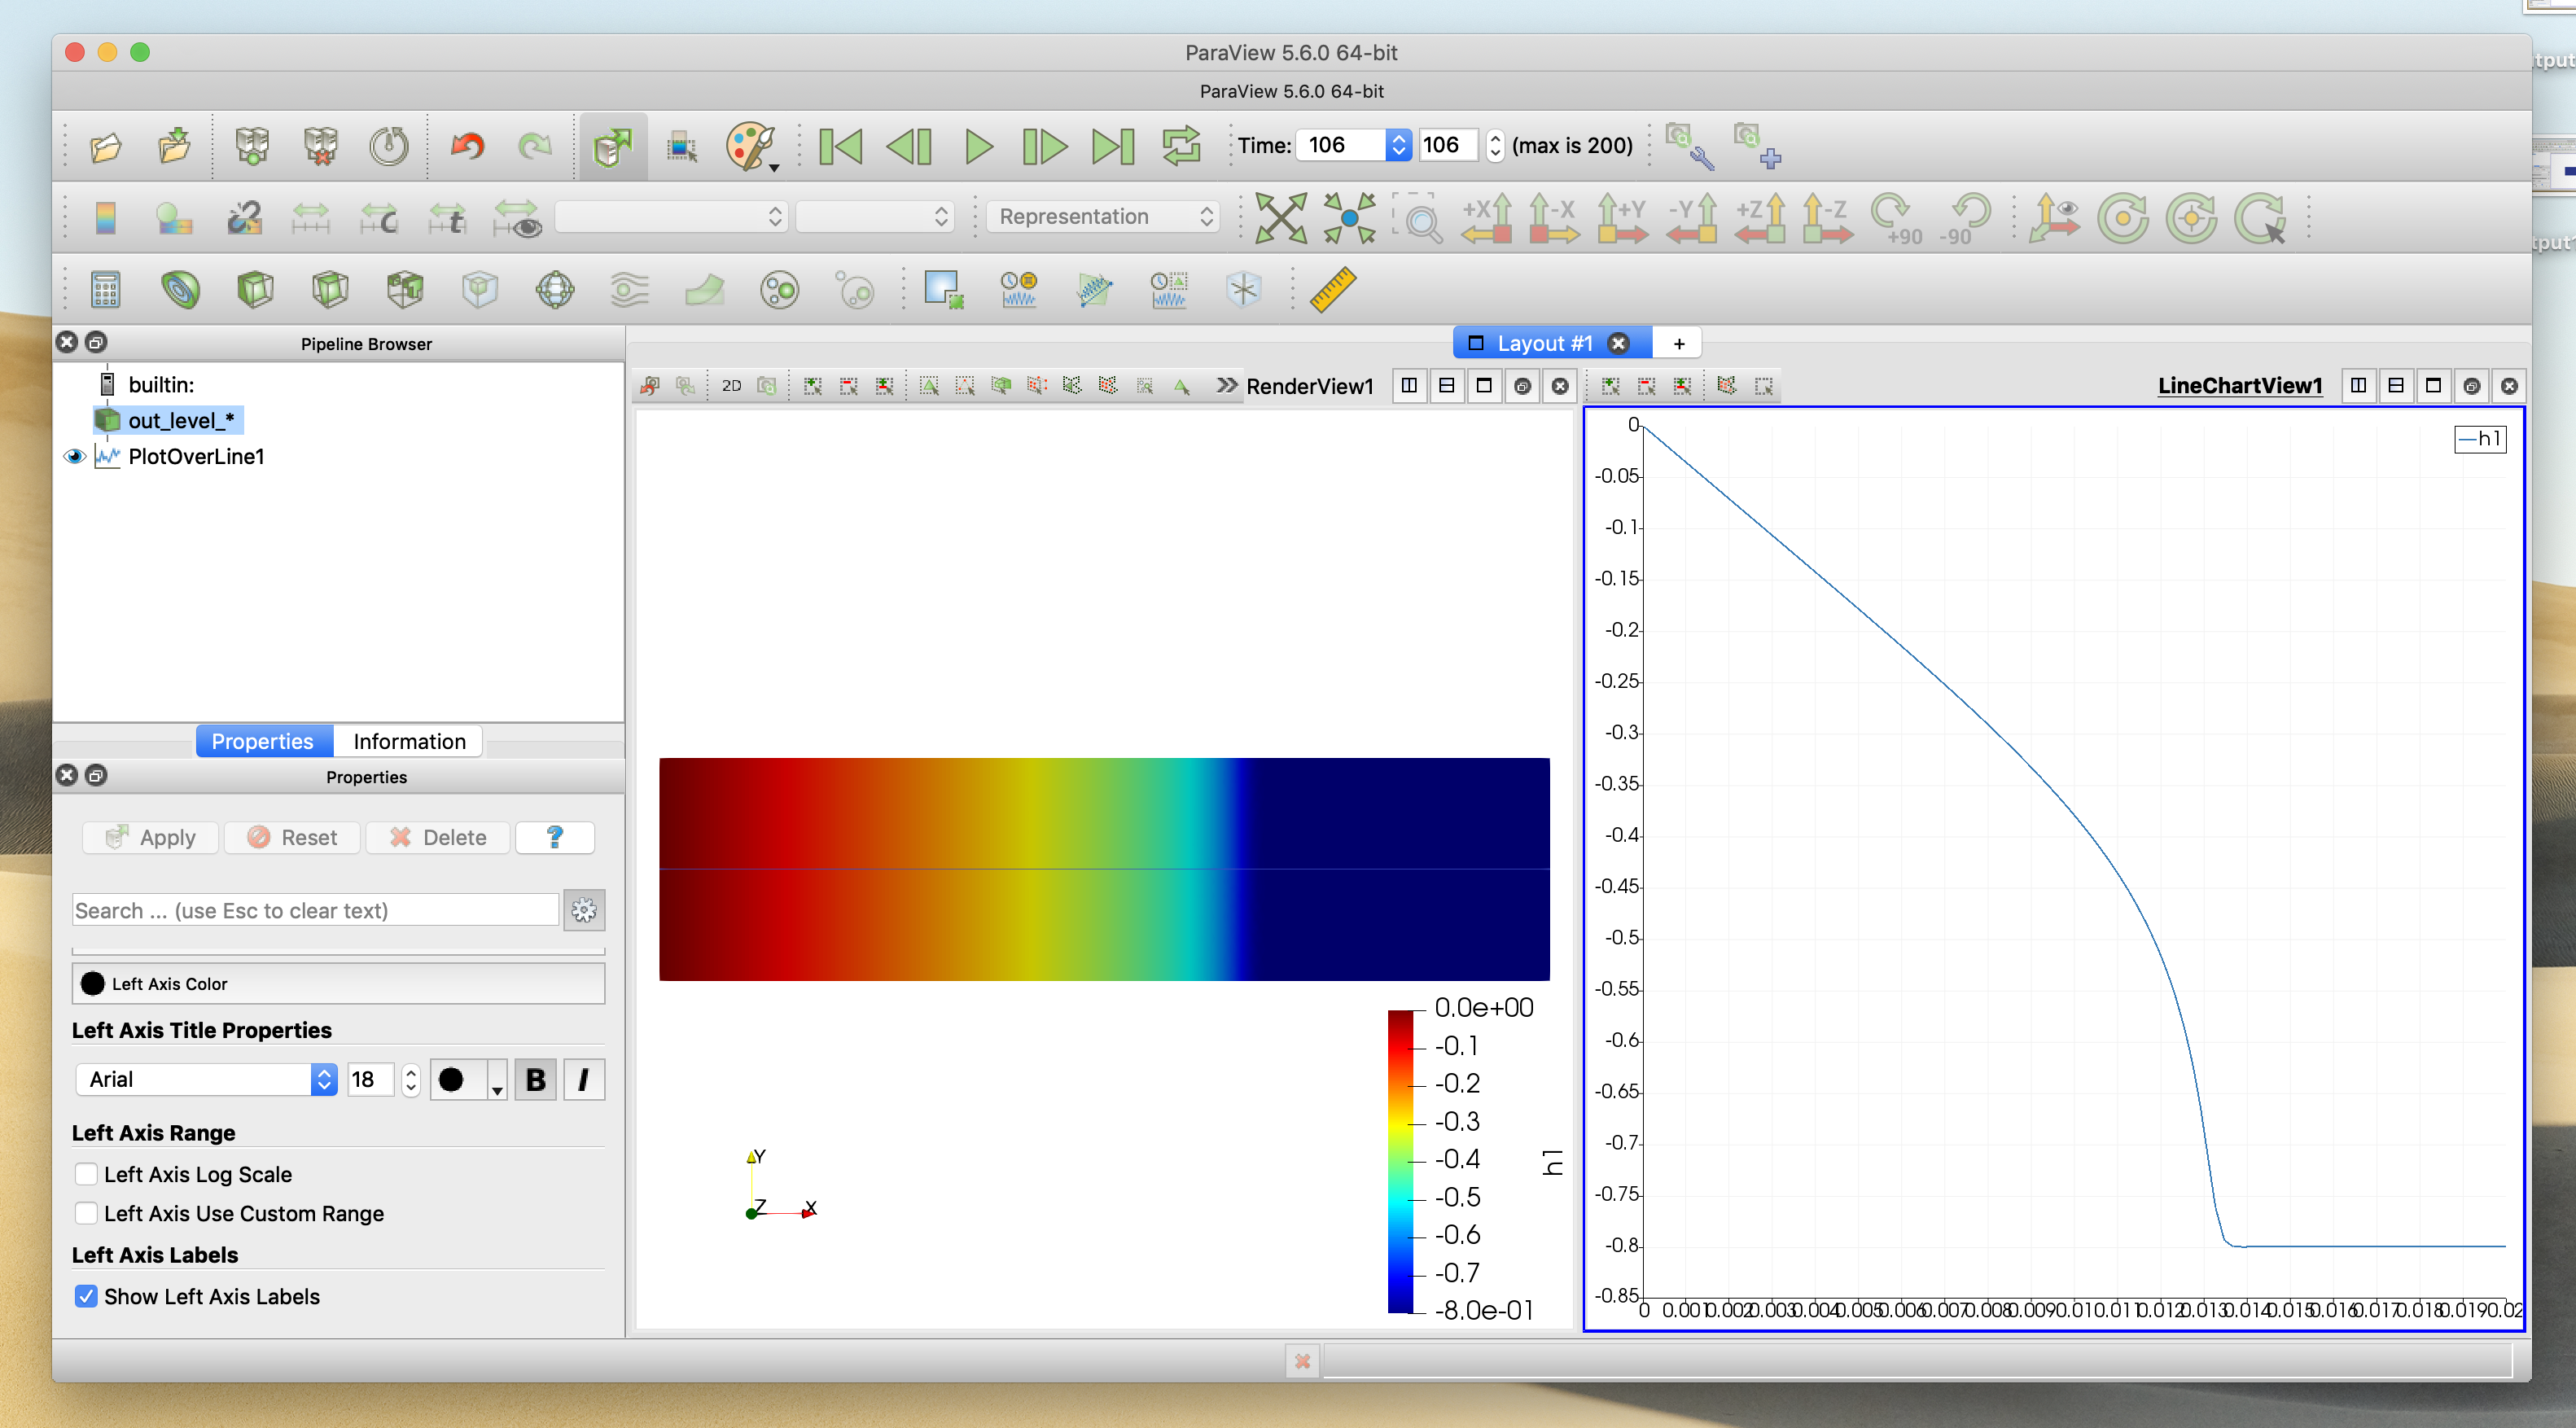 ParaView 5.6.0 64-bit
ParaView 5.6.0 64-bit
Time: 106 106 (max is 200)
Representation
+X -X +Y -Y +Z -Z +90 -90
Pipeline Browser
builtin:
out_level_*
PlotOverLine1
Properties Information
Properties
Apply Reset Delete ?
Search ... (use Esc to clear text)
Left Axis Color
Left Axis Title Properties
Arial 18 B I
Left Axis Range
Left Axis Log Scale
Left Axis Use Custom Range
Left Axis Labels
Show Left Axis Labels
Layout #1 +
2D RenderView1
Y
Z X
0.0e+00
-0.1
-0.2
-0.3
-0.4
-0.5
-0.6
-0.7
-8.0e-01
h1
LineChartView1
h1
0
-0.05
-0.1
-0.15
-0.2
-0.25
-0.3
-0.35
-0.4
-0.45
-0.5
-0.55
-0.6
-0.65
-0.7
-0.75
-0.8
-0.85
0 0.001 0.002 0.003 0.004 0.005 0.006 0.007 0.008 0.009 0.01 0.011 0.012 0.013 0.014 0.015 0.016 0.017 0.018 0.019 0.02
tput
tput